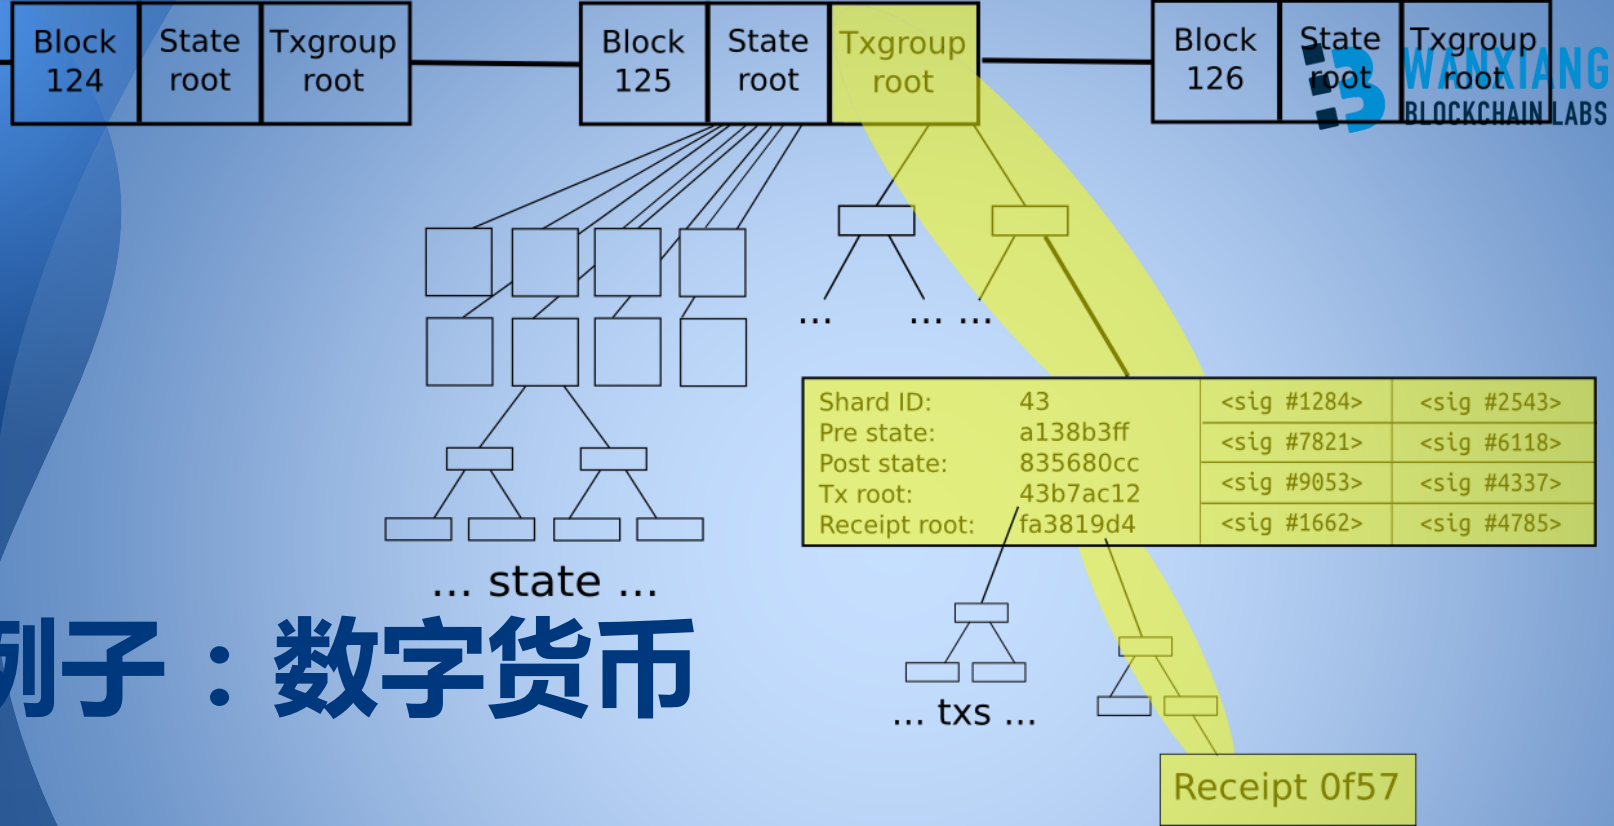 Block 124
State root
Txgroup root
Block 125
State root
Txgroup root
Block 126
State root
Txgroup root
WANXIANG
BLOCKCHAIN LABS
... ... ...
Shard ID: 43
Pre state: a138b3ff
Post state: 835680cc
Tx root: 43b7ac12
Receipt root: fa3819d4
<sig #1284> <sig #2543>
<sig #7821> <sig #6118>
<sig #9053> <sig #4337>
<sig #1662> <sig #4785>
... state ...
例子：数字货币
... txs ...
Receipt 0f57